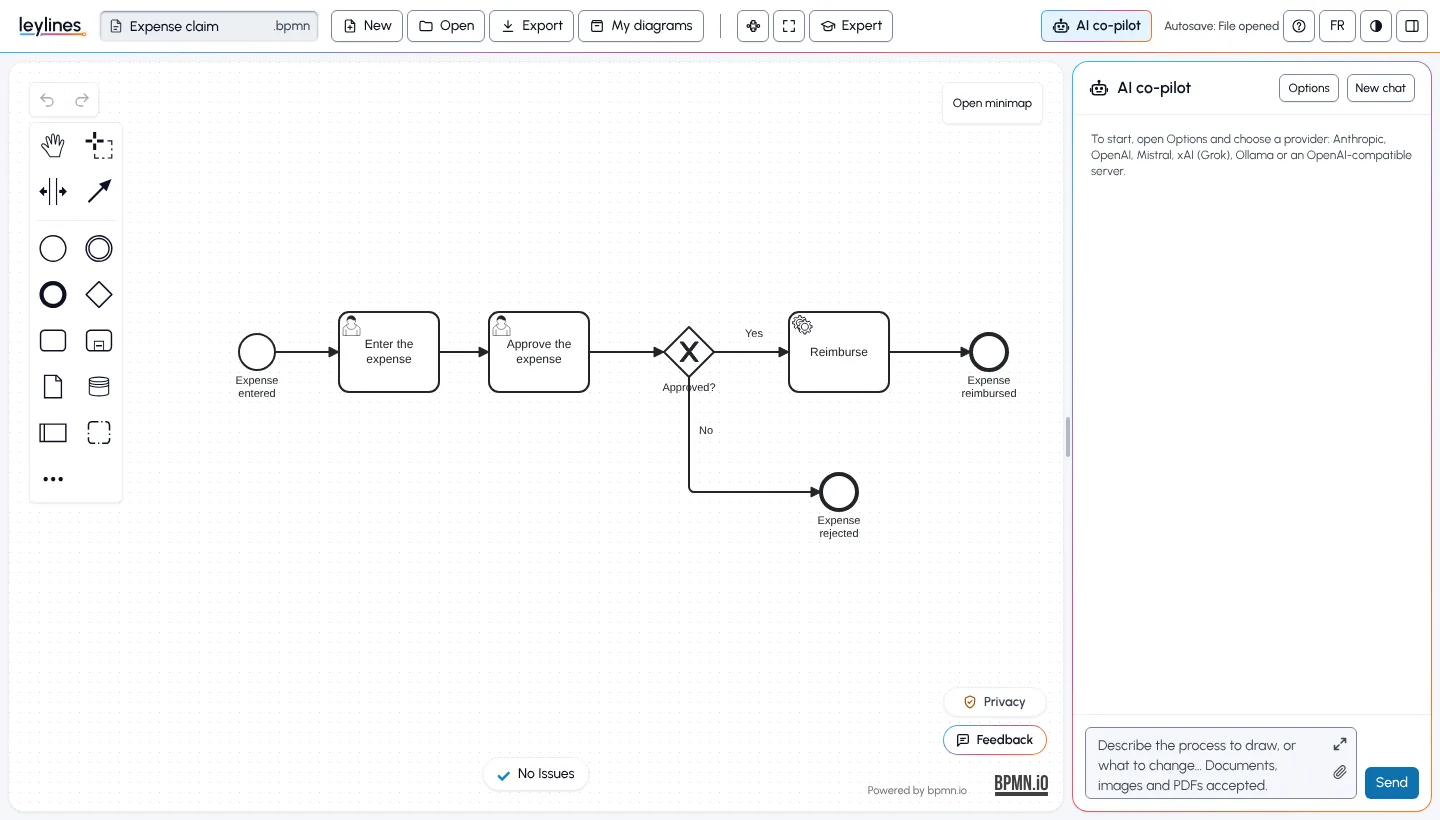 leylines
Expense claim .bpmn
New
Open
Export
My diagrams
Expert
AI co-pilot
Autosave: File opened
FR
Open minimap
AI co-pilot
Options
New chat
To start, open Options and choose a provider: Anthropic,
OpenAI, Mistral, xAI (Grok), Ollama or an OpenAI-compatible
server.
Expense
entered
Enter the
expense
Approve the
expense
Approved?
Yes
Reimburse
Expense
reimbursed
No
Expense
rejected
Privacy
Feedback
No Issues
Powered by bpmn.io
BPMN.iO
Describe the process to draw, or
what to change... Documents,
images and PDFs accepted.
Send